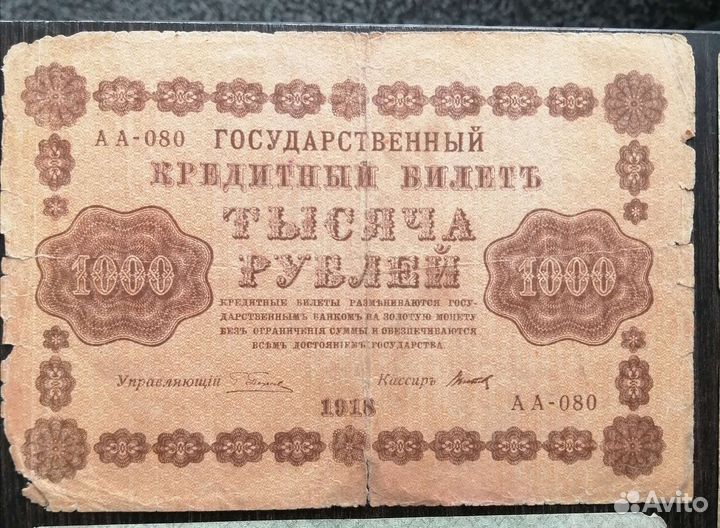 АА-080 ГОСУДАРСТВЕННЫЙ
КРЕДИТНЫЙ БИЛЕТЪ
ТЫСЯЧА
РУБЛЕЙ
1000 1000
КРЕДИТНЫЕ БИЛЕТЫ РАЗМѢНИВАЮТСЯ ГОСУ-
ДАРСТВЕННЫМЪ БАНКОМЪ НА ЗОЛОТУЮ МОНЕТУ
БЕЗЪ ОГРАНИЧЕНІЯ СУММЫ И ОБЕЗПЕЧИВАЮТСЯ
ВСѢМЪ ДОСТОЯНІЕМЪ ГОСУДАРСТВА
Управляющій Кассиръ
1918
АА-080
Avito